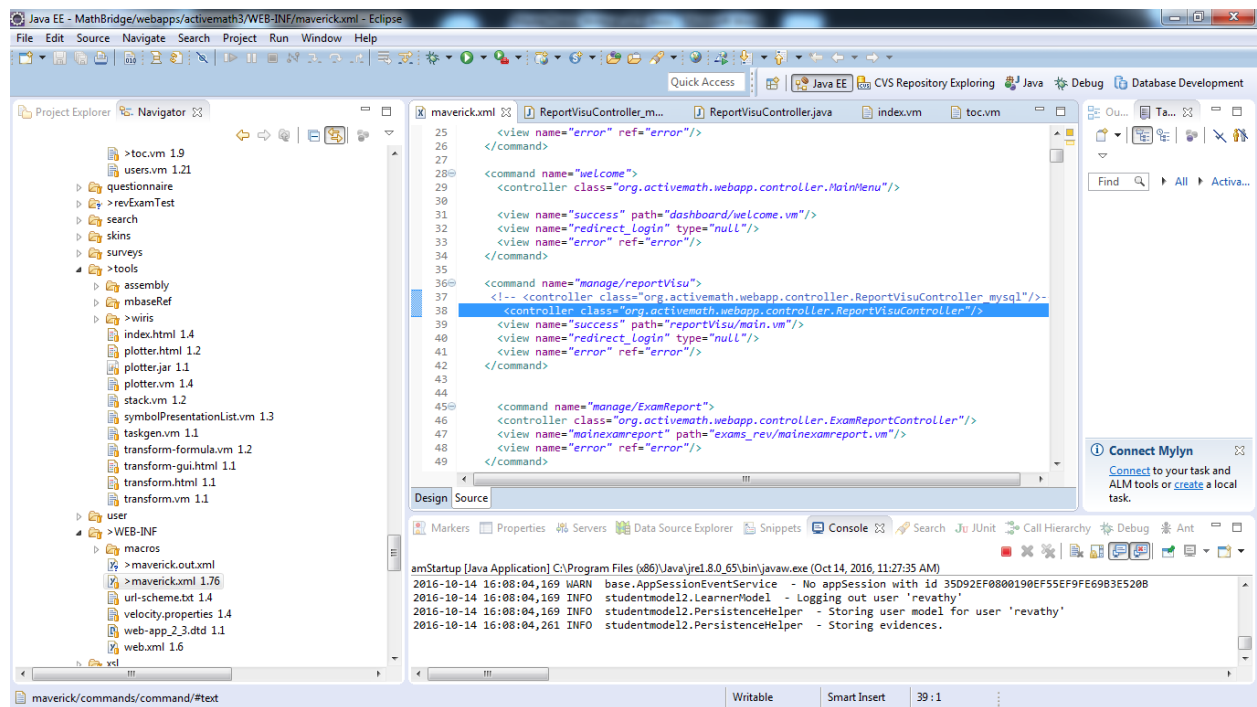 Java EE - MathBridge/webapps/activemath3/WEB-INF/maverick.xml - Eclipse
File Edit Source Navigate Search Project Run Window Help
Quick Access Java EE CVS Repository Exploring Java Debug Database Development
Project Explorer Navigator
>toc.vm 1.9
users.vm 1.21
questionnaire
>revExamTest
search
skins
surveys
>tools
assembly
mbaseRef
>wiris
index.html 1.4
plotter.html 1.2
plotter.jar 1.1
plotter.vm 1.4
stack.vm 1.2
symbolPresentationList.vm 1.3
taskgen.vm 1.1
transform-formula.vm 1.2
transform-gui.html 1.1
transform.html 1.1
transform.vm 1.1
user
>WEB-INF
macros
>maverick.out.xml
>maverick.xml 1.76
url-scheme.txt 1.4
velocity.properties 1.4
web-app_2_3.dtd 1.1
web.xml 1.6
xsl
maverick.xml ReportVisuController_m... ReportVisuController.java index.vm toc.vm
25 <view name="error" ref="error"/>
26 </command>
27
28 <command name="welcome">
29 <controller class="org.activemath.webapp.controller.MainMenu"/>
30
31 <view name="success" path="dashboard/welcome.vm"/>
32 <view name="redirect_login" type="null"/>
33 <view name="error" ref="error"/>
34 </command>
35
36 <command name="manage/reportVisu">
37 <!-- <controller class="org.activemath.webapp.controller.ReportVisuController_mysql"/>-
38 <controller class="org.activemath.webapp.controller.ReportVisuController"/>
39 <view name="success" path="reportVisu/main.vm"/>
40 <view name="redirect_login" type="null"/>
41 <view name="error" ref="error"/>
42 </command>
43
44
45 <command name="manage/ExamReport">
46 <controller class="org.activemath.webapp.controller.ExamReportController"/>
47 <view name="mainexamreport" path="exams_rev/mainexamreport.vm"/>
48 <view name="error" ref="error"/>
49 </command>
Design Source
Ou... Ta...
Find All Activa...
Connect Mylyn
Connect to your task and
ALM tools or create a local
task.
Markers Properties Servers Data Source Explorer Snippets Console Search JUnit Call Hierarchy Debug Ant
amStartup [Java Application] C:\Program Files (x86)\Java\jre1.8.0_65\bin\javaw.exe (Oct 14, 2016, 11:27:35 AM)
2016-10-14 16:08:04,169 WARN base.AppSessionEventService - No appSession with id 35D92EF0800190EF55EF9FE69B3E520B
2016-10-14 16:08:04,169 INFO studentmodel2.LearnerModel - Logging out user 'revathy'
2016-10-14 16:08:04,169 INFO studentmodel2.PersistenceHelper - Storing user model for user 'revathy'
2016-10-14 16:08:04,261 INFO studentmodel2.PersistenceHelper - Storing evidences.
maverick/commands/command/#text Writable Smart Insert 39 : 1